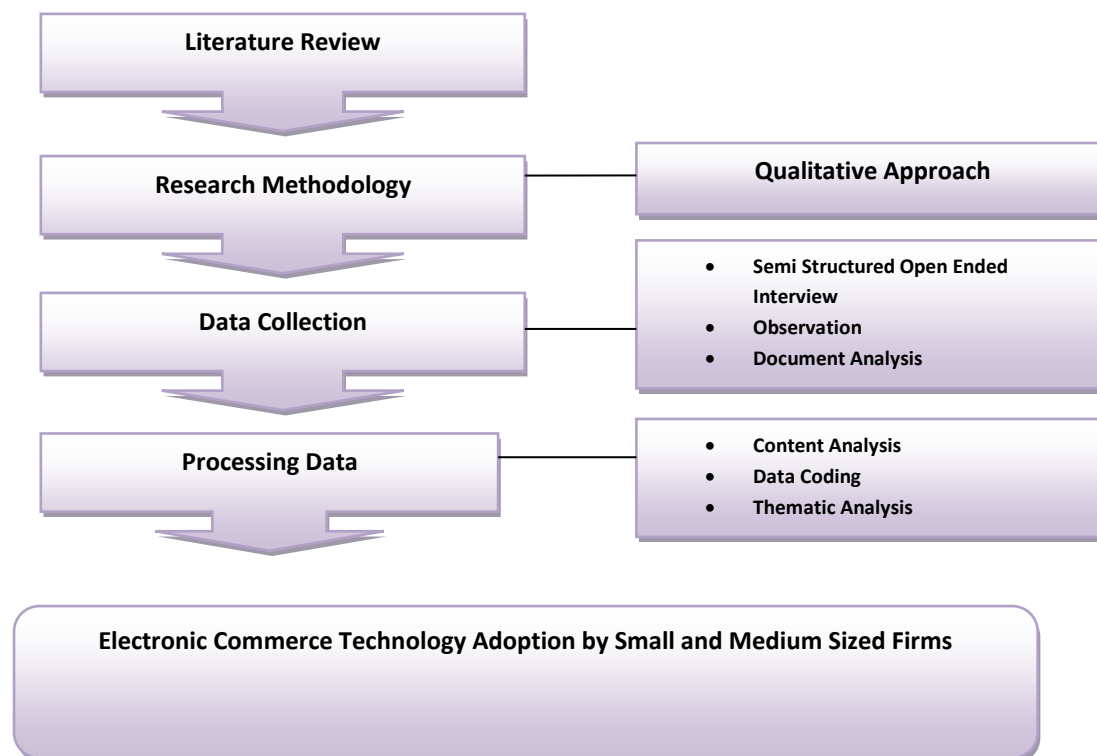 Literature Review
Research Methodology
Qualitative Approach
Data Collection
• Semi Structured Open Ended
Interview
• Observation
• Document Analysis
Processing Data
• Content Analysis
• Data Coding
• Thematic Analysis
Electronic Commerce Technology Adoption by Small and Medium Sized Firms